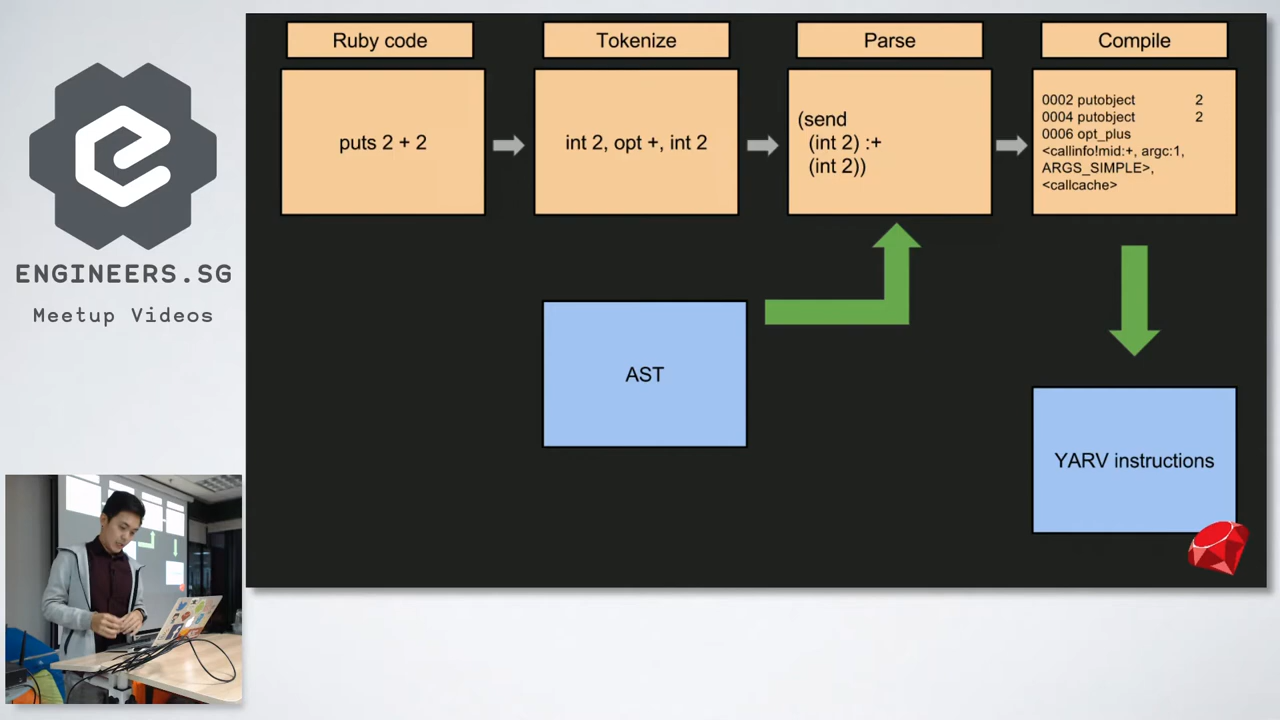 ENGINEERS.SG
Meetup Videos
Ruby code
puts 2 + 2
Tokenize
int 2, opt +, int 2
Parse
(send
(int 2) :+
(int 2))
Compile
0002 putobject 2
0004 putobject 2
0006 opt_plus
<callinfo!mid:+, argc:1,
ARGS_SIMPLE>,
<callcache>
AST
YARV instructions